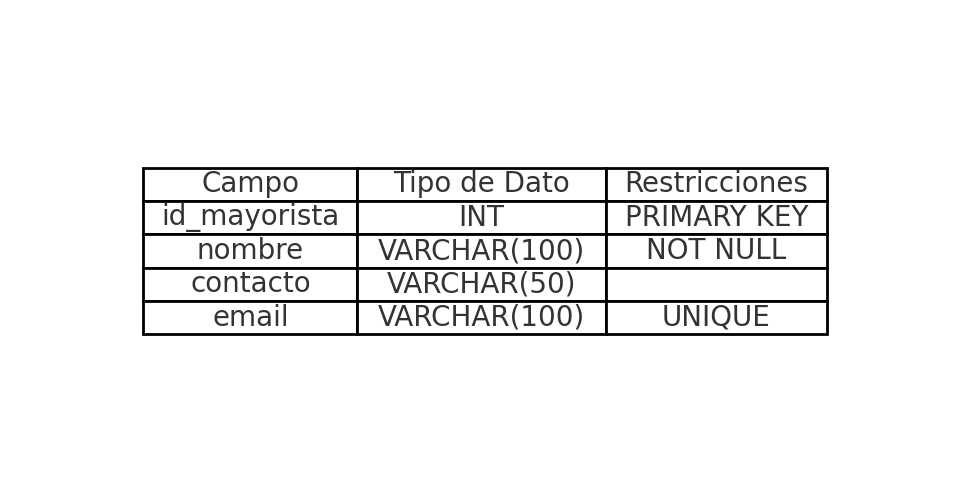 Campo Tipo de Dato Restricciones
id_mayorista INT PRIMARY KEY
nombre VARCHAR(100) NOT NULL
contacto VARCHAR(50)
email VARCHAR(100) UNIQUE